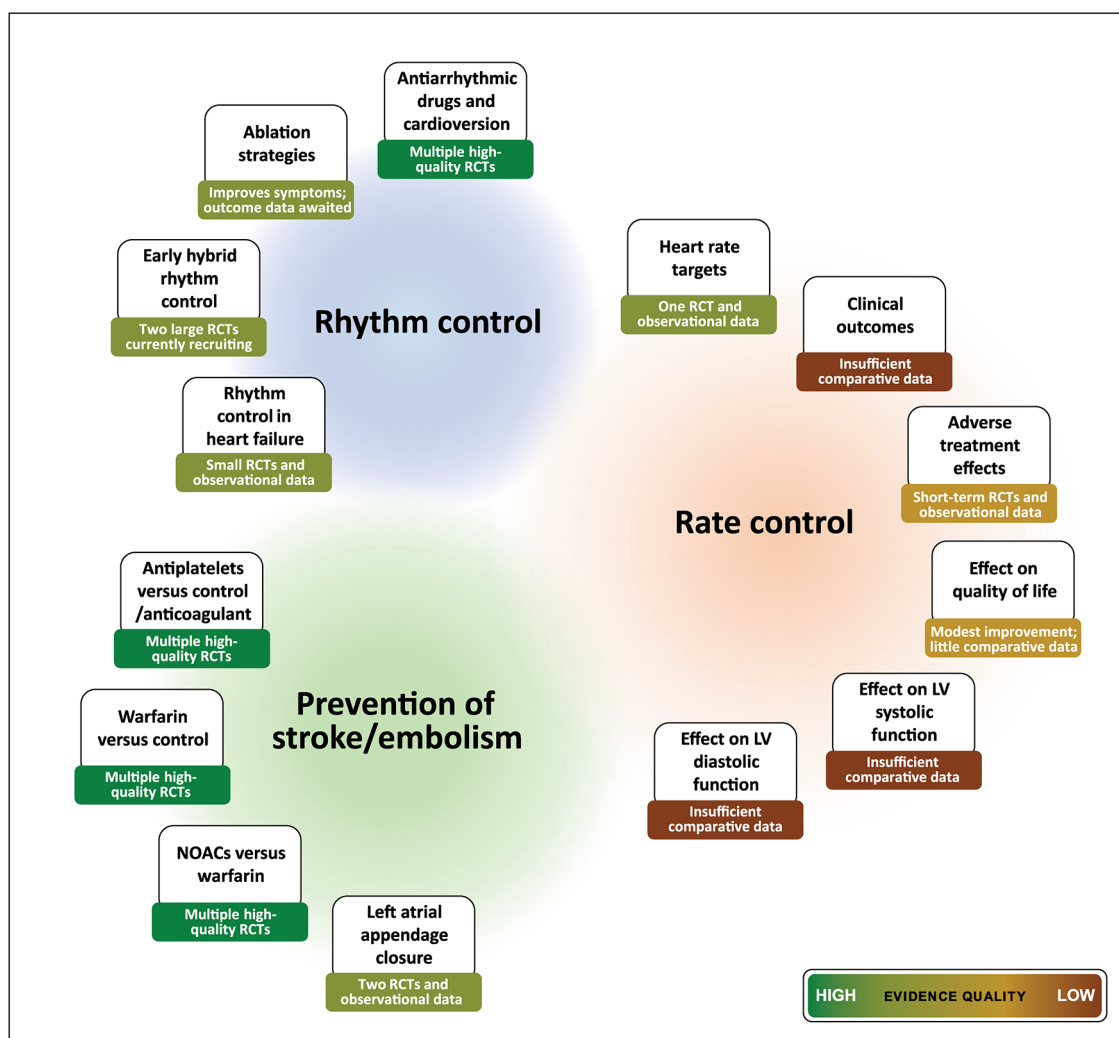 Antiarrhythmic
drugs and
cardioversion
Multiple high-
quality RCTs
Ablation
strategies
Improves symptoms;
outcome data awaited
Early hybrid
rhythm
control
Two large RCTs
currently recruiting
Rhythm
control in
heart failure
Small RCTs and
observational data
Rhythm control
Heart rate
targets
One RCT and
observational data
Clinical
outcomes
Insufficient
comparative data
Adverse
treatment
effects
Short-term RCTs and
observational data
Rate control
Effect on
quality of life
Modest improvement;
little comparative data
Effect on LV
systolic
function
Insufficient
comparative data
Effect on LV
diastolic
function
Insufficient
comparative data
Antiplatelets
versus control
/anticoagulant
Multiple high-
quality RCTs
Prevention of
stroke/embolism
Warfarin
versus control
Multiple high-
quality RCTs
NOACs versus
warfarin
Multiple high-
quality RCTs
Left atrial
appendage
closure
Two RCTs and
observational data
HIGH EVIDENCE QUALITY LOW